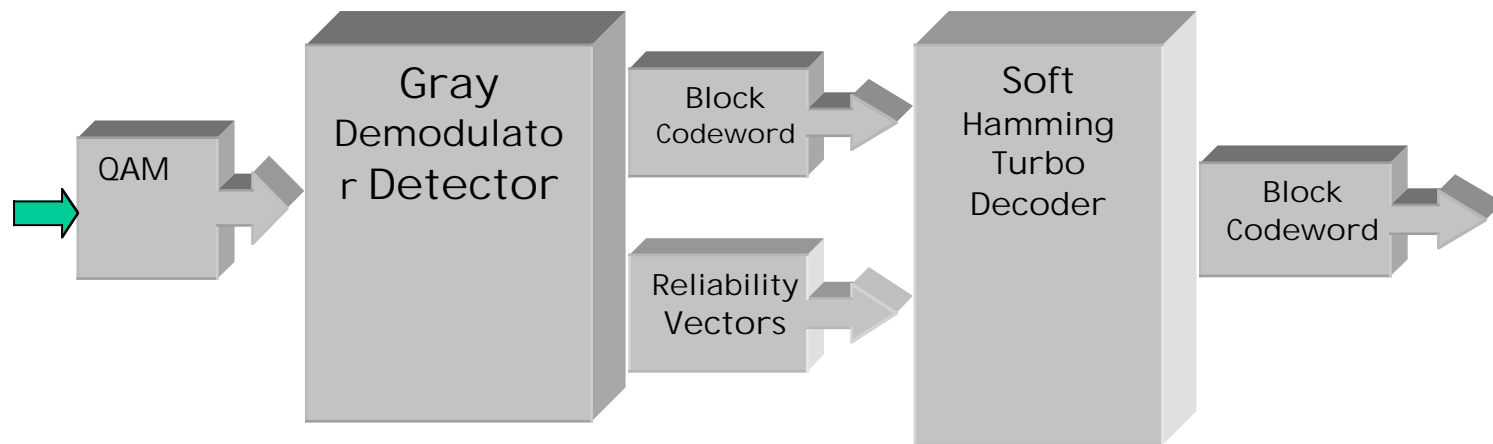 QAM
Gray
Demodulato
r Detector
Block
Codeword
Reliability
Vectors
Soft
Hamming
Turbo
Decoder
Block
Codeword